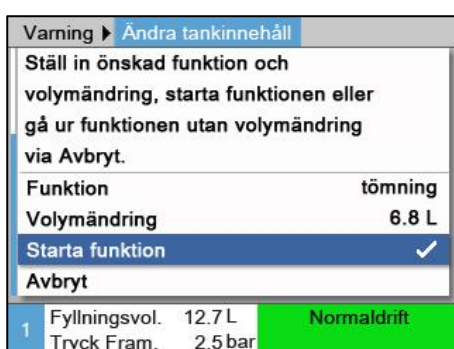 Varning Ändra tankinnehåll
Ställ in önskad funktion och
volymändring, starta funktionen eller
gå ur funktionen utan volymändring
via Avbryt.
Funktion tömning
Volymändring 6.8 L
Starta funktion
Avbryt
1 Fyllningsvol. 12.7 L Normaldrift
Tryck Fram. 2.5 bar